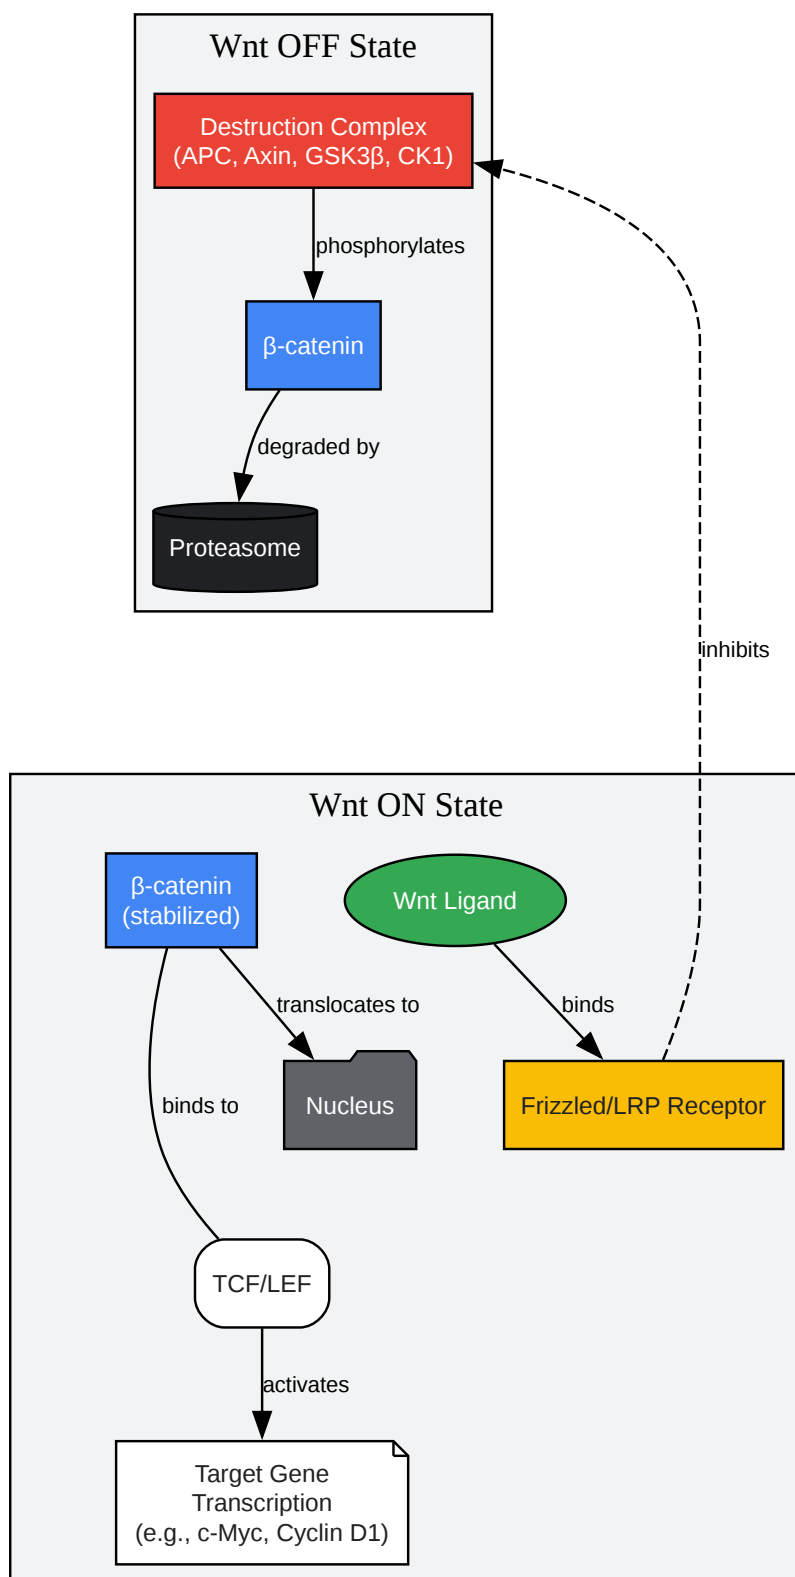 Wnt OFF State
Destruction Complex
(APC, Axin, GSK3β, CK1)
phosphorylates
β-catenin
degraded by
Proteasome
inhibits
Wnt ON State
β-catenin
(stabilized)
Wnt Ligand
translocates to
binds
Nucleus
Frizzled/LRP Receptor
binds to
TCF/LEF
activates
Target Gene
Transcription
(e.g., c-Myc, Cyclin D1)